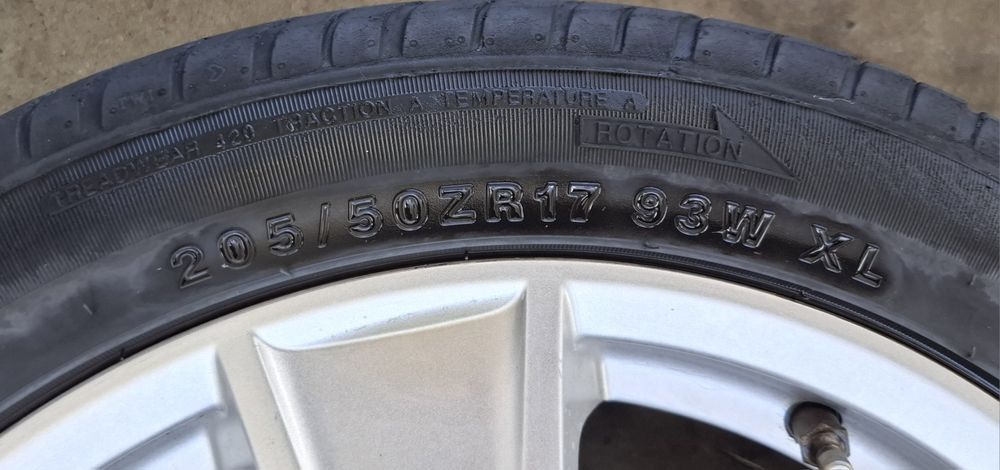 TREADWEAR 420 TRACTION A TEMPERATURE A
ROTATION
205/50ZR17 93W XL